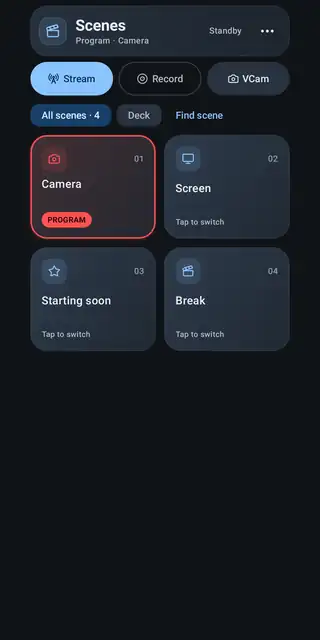 Scenes
Program · Camera
Standby
Stream
Record
VCam
All scenes · 4
Deck
Find scene
01
Camera
PROGRAM
02
Screen
Tap to switch
03
Starting soon
Tap to switch
04
Break
Tap to switch